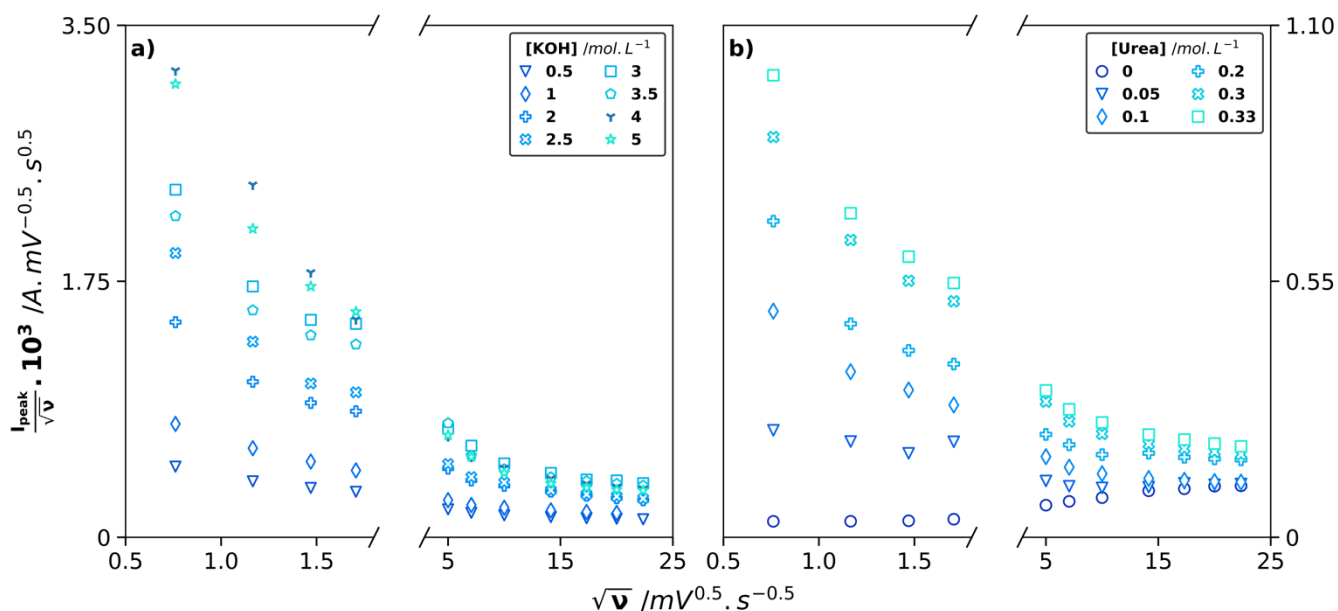 3.50
1.75
0
a)
[KOH] /mol.L⁻¹
0.5 3
1 3.5
2 4
2.5 5
0.5 1.0 1.5 5 15 25
I_peak/√ν . 10³ /A.mV⁻⁰·⁵.s⁰·⁵
b)
[Urea] /mol.L⁻¹
0 0.2
0.05 0.3
0.1 0.33
1.10
0.55
0
0.5 1.0 1.5 5 15 25
√ν /mV⁰·⁵.s⁻⁰·⁵